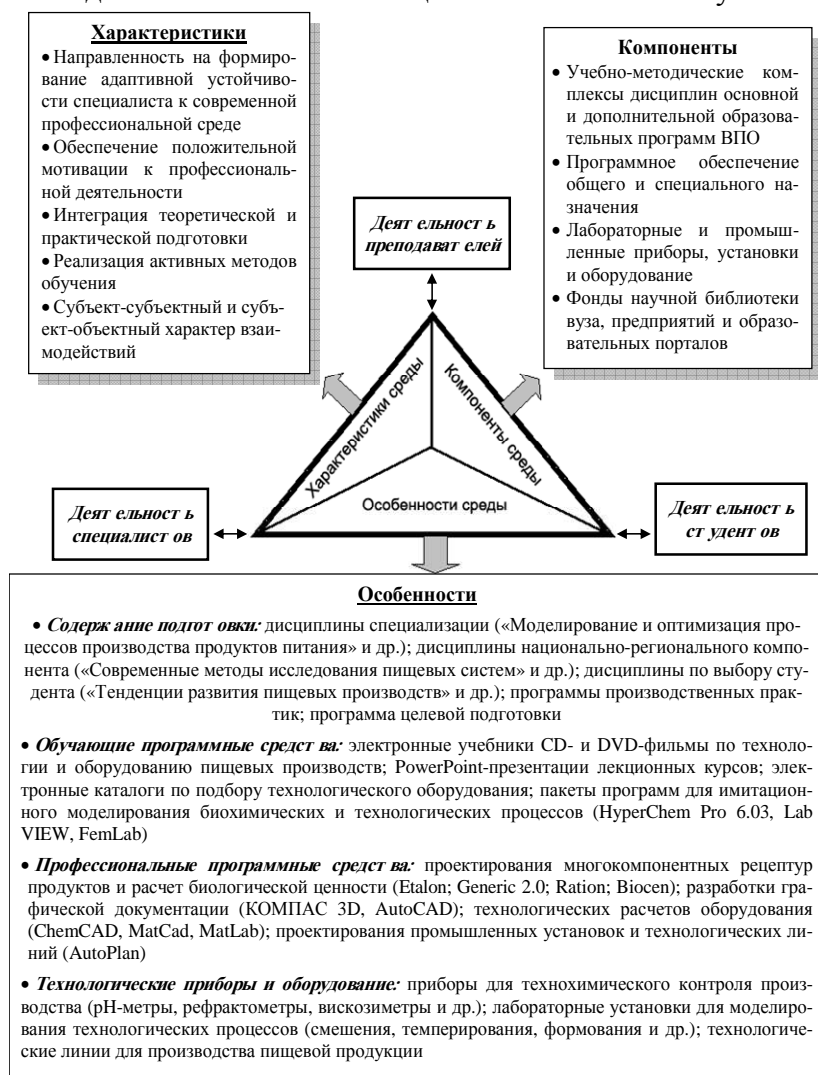 Характеристики
• Направленность на формиро-
вание адаптивной устойчиво-
сти специалиста к современной
профессиональной среде
• Обеспечение положительной
мотивации к профессиональ-
ной деятельности
• Интеграция теоретической и
практической подготовки
• Реализация активных методов
обучения
• Субъект-субъектный и субъ-
ект-объектный характер взаи-
модействий
Компоненты
• Учебно-методические ком-
плексы дисциплин основной
и дополнительной образова-
тельных программ ВПО
• Программное обеспечение
общего и специального на-
значения
• Лабораторные и промыш-
ленные приборы, установки
и оборудование
• Фонды научной библиотеки
вуза, предприятий и образо-
вательных порталов
Деят ельност ь
преподават елей
Характеристики среды
Компоненты среды
Особенности среды
Деят ельност ь
специалист ов
Деят ельност ь
ст удент ов
Особенности
• Содерж ание подгот овки: дисциплины специализации («Моделирование и оптимизация про-
цессов производства продуктов питания» и др.); дисциплины национально-регионального компо-
нента («Современные методы исследования пищевых систем» и др.); дисциплины по выбору сту-
дента («Тенденции развития пищевых производств» и др.); программы производственных прак-
тик; программа целевой подготовки
• Обучающие программные средст ва: электронные учебники CD- и DVD-фильмы по техноло-
гии и оборудованию пищевых производств; PowerPoint-презентации лекционных курсов; элек-
тронные каталоги по подбору технологического оборудования; пакеты программ для имитацион-
ного моделирования биохимических и технологических процессов (HyperChem Pro 6.03, Lab
VIEW, FemLab)
• Профессиональные программные средст ва: проектирования многокомпонентных рецептур
продуктов и расчет биологической ценности (Etalon; Generic 2.0; Ration; Biocen); разработки гра-
фической документации (КОМПАС 3D, AutoCAD); технологических расчетов оборудования
(ChemCAD, MatCad, MatLab); проектирования промышленных установок и технологических ли-
ний (AutoPlan)
• Технологические приборы и оборудование: приборы для технохимического контроля произ-
водства (pH-метры, рефрактометры, вискозиметры и др.); лабораторные установки для моделиро-
вания технологических процессов (смешения, темперирования, формования и др.); технологиче-
ские линии для производства пищевой продукции